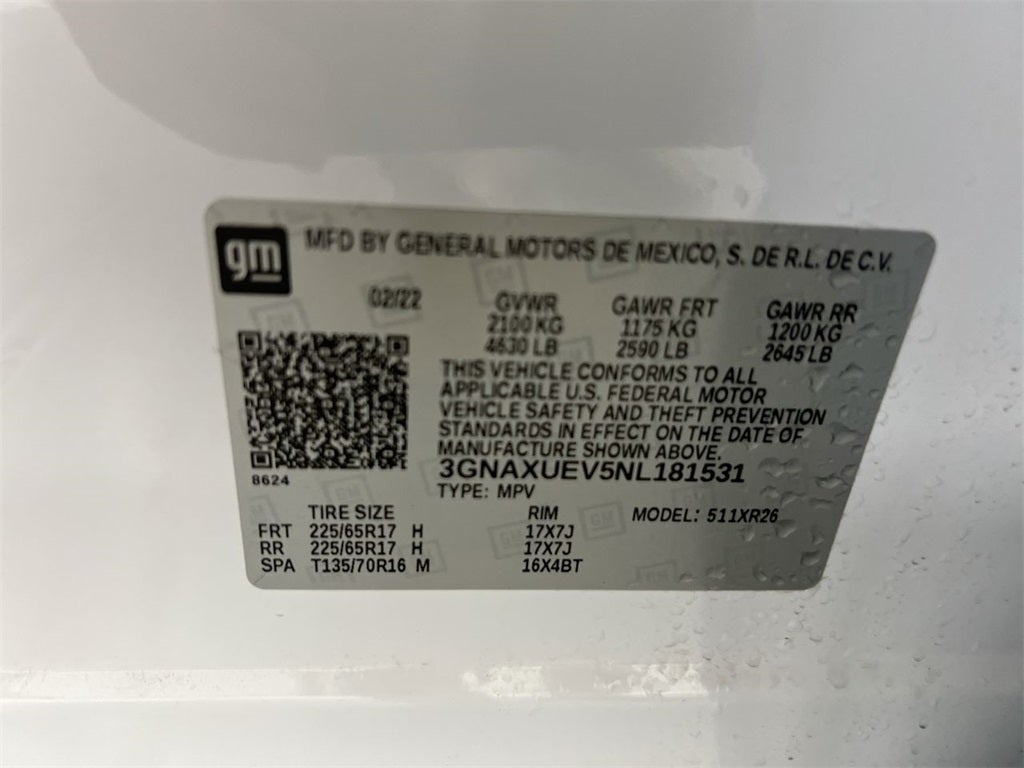 gm
MFD BY GENERAL MOTORS DE MEXICO, S. DE R.L. DE C.V.
02/22 GVWR GAWR FRT GAWR RR
2100 KG 1175 KG 1200 KG
4630 LB 2590 LB 2645 LB
THIS VEHICLE CONFORMS TO ALL
APPLICABLE U.S. FEDERAL MOTOR
VEHICLE SAFETY AND THEFT PREVENTION
STANDARDS IN EFFECT ON THE DATE OF
MANUFACTURE SHOWN ABOVE.
8624 3GNAXUEV5NL181531
TYPE: MPV
TIRE SIZE RIM MODEL: 511XR26
FRT 225/65R17 H 17X7J
RR 225/65R17 H 17X7J
SPA T135/70R16 M 16X4BT